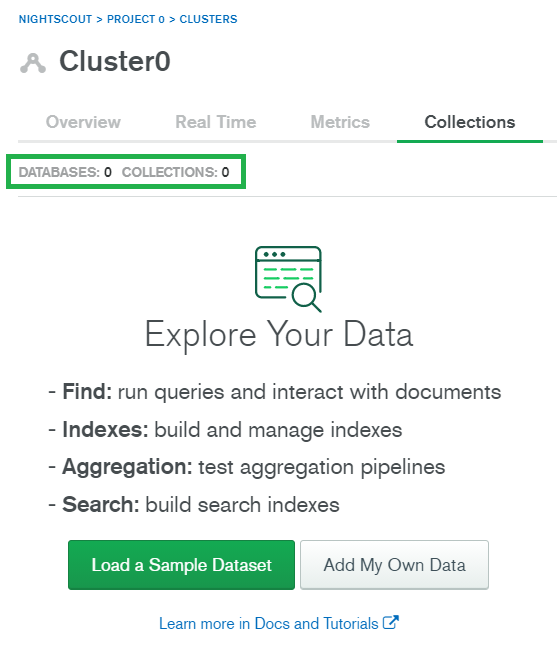 NIGHTSCOUT > PROJECT 0 > CLUSTERS
Cluster0
Overview Real Time Metrics Collections
DATABASES: 0 COLLECTIONS: 0
Explore Your Data
- Find: run queries and interact with documents
- Indexes: build and manage indexes
- Aggregation: test aggregation pipelines
- Search: build search indexes
Load a Sample Dataset Add My Own Data
Learn more in Docs and Tutorials